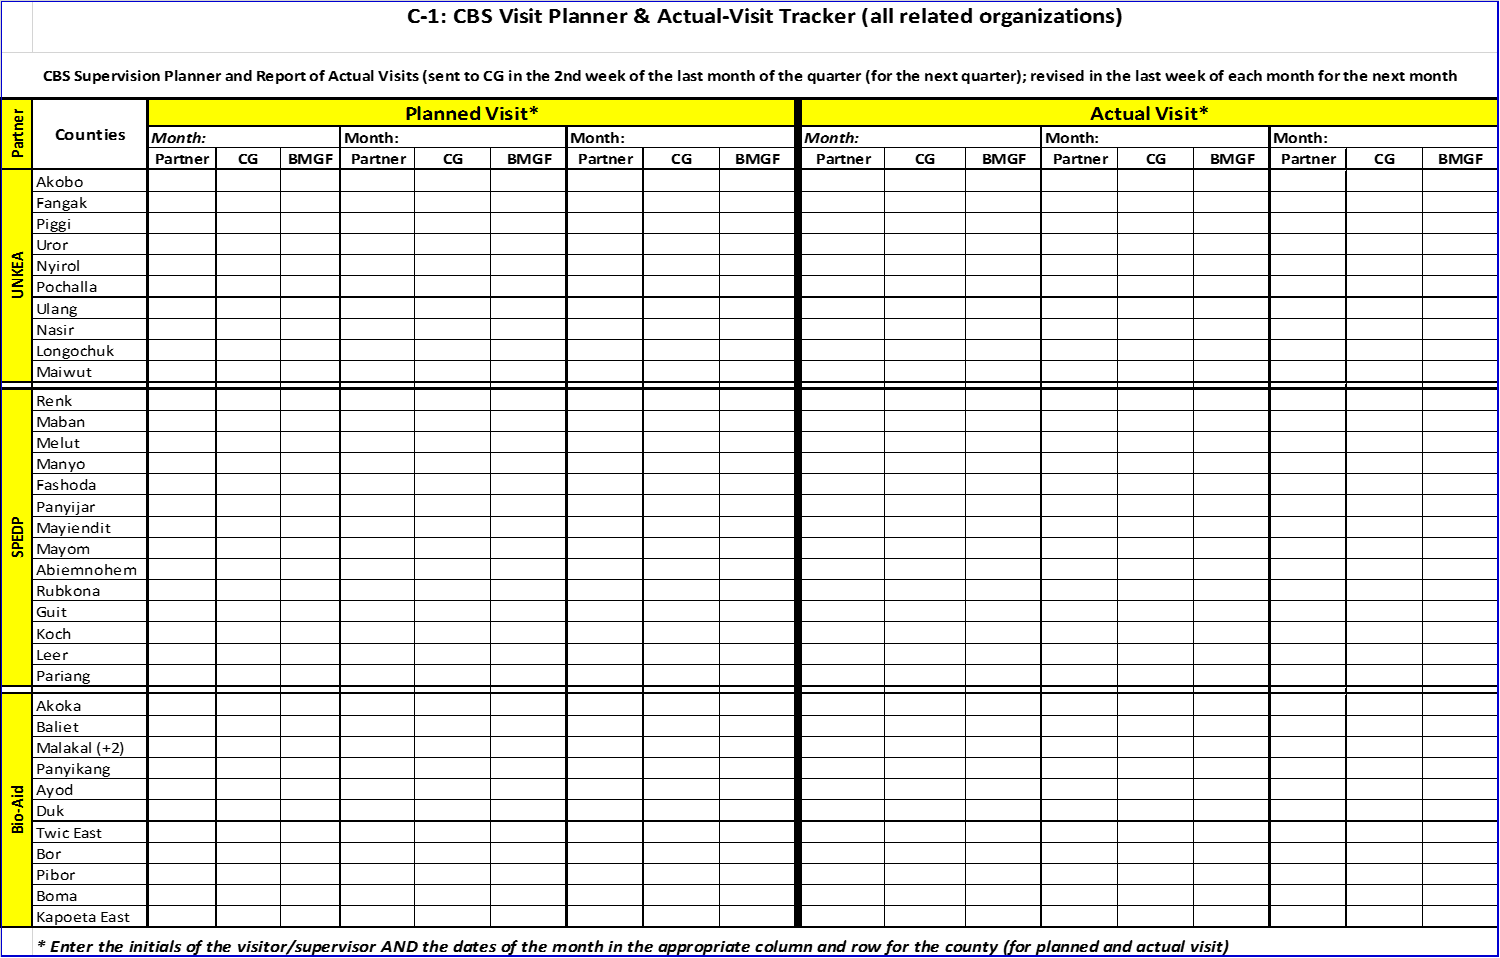 C-1: CBS Visit Planner & Actual-Visit Tracker (all related organizations)
CBS Supervision Planner and Report of Actual Visits (sent to CG in the 2nd week of the last month of the quarter (for the next quarter); revised in the last week of each month for the next month
Partner Counties Planned Visit* Actual Visit*
Month: Month: Month: Month: Month: Month:
Partner CG BMGF Partner CG BMGF Partner CG BMGF Partner CG BMGF Partner CG BMGF Partner CG BMGF
UNKEA
Akobo
Fangak
Piggi
Uror
Nyirol
Pochalla
Ulang
Nasir
Longochuk
Maiwut
SPEDP
Renk
Maban
Melut
Manyo
Fashoda
Panyijar
Mayiendit
Mayom
Abiemnohem
Rubkona
Guit
Koch
Leer
Pariang
Bio-Aid
Akoka
Baliet
Malakal (+2)
Panyikang
Ayod
Duk
Twic East
Bor
Pibor
Boma
Kapoeta East
* Enter the initials of the visitor/supervisor AND the dates of the month in the appropriate column and row for the county (for planned and actual visit)